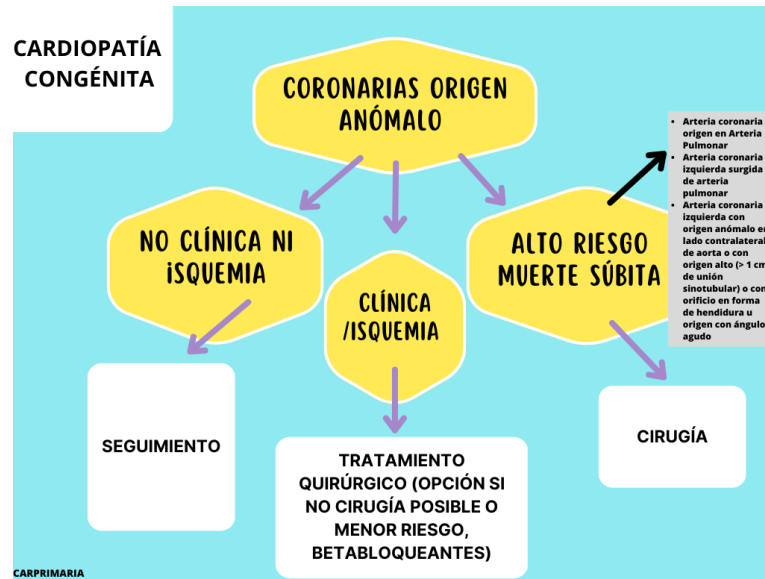 CARDIOPATÍA
CONGÉNITA
CORONARIAS ORIGEN
ANÓMALO
• Arteria coronaria
origen en Arteria
Pulmonar
• Arteria coronaria
izquierda surgida
de arteria
pulmonar
• Arteria coronaria
izquierda con
origen anómalo en
lado contralateral
de aorta o con
origen alto (> 1 cm
de unión
sinotubular) o con
orificio en forma
de hendidura u
origen con ángulo
agudo
NO CLÍNICA NI
iSQUEMIA
CLÍNICA
/ISQUEMIA
ALTO RIESGO
MUERTE SÚBITA
SEGUIMIENTO
TRATAMIENTO
QUIRÚRGICO (OPCIÓN SI
NO CIRUGÍA POSIBLE O
MENOR RIESGO,
BETABLOQUEANTES)
CIRUGÍA
CARPRIMARIA